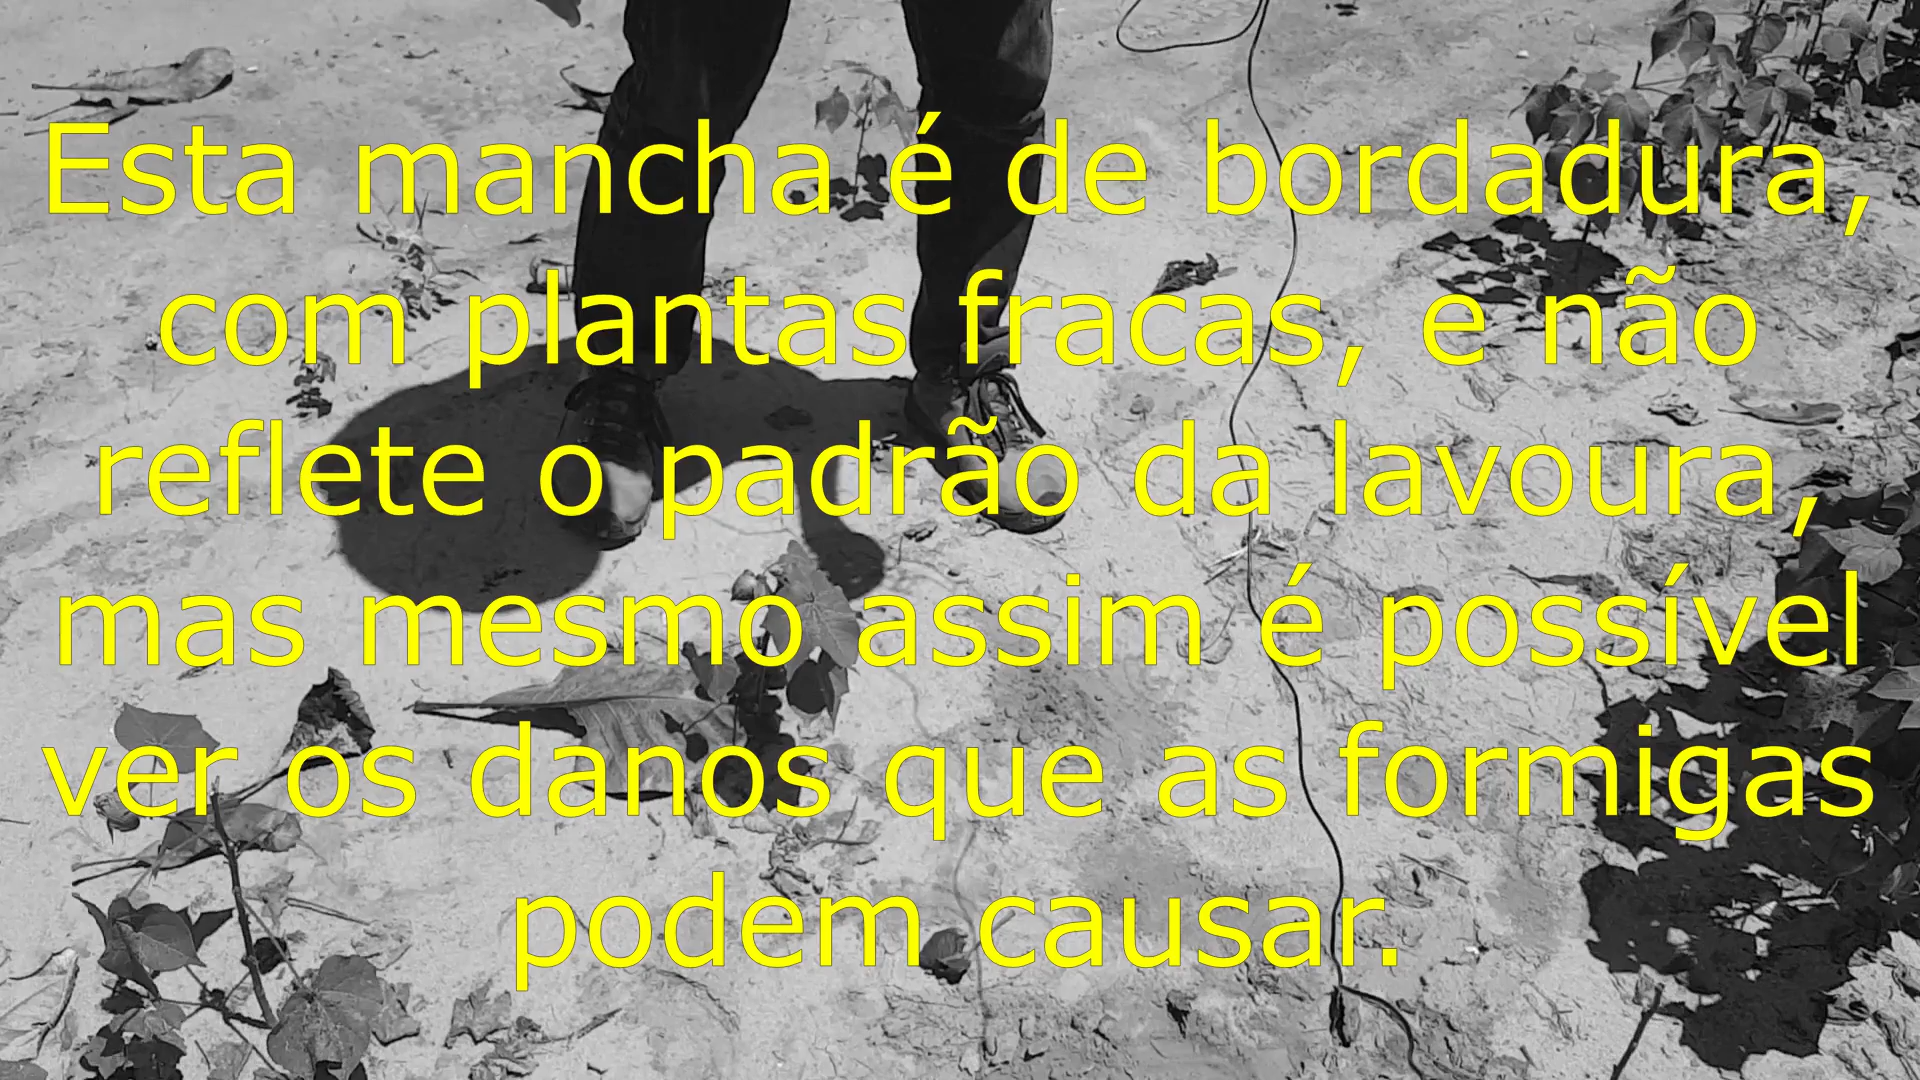 Esta mancha é de bordadura,
com plantas fracas, e não
reflete o padrão da lavoura,
mas mesmo assim é possível
ver os danos que as formigas
podem causar.